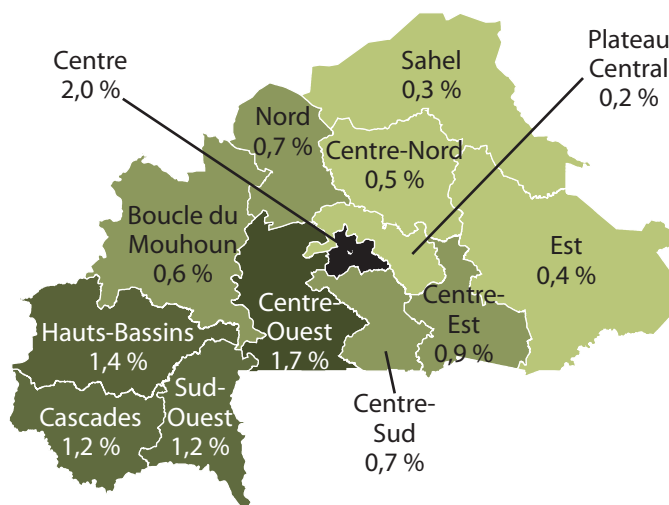 Centre
2,0 %
Sahel
0,3 %
Plateau
Central
0,2 %
Nord
0,7 %
Centre-Nord
0,5 %
Boucle du
Mouhoun
0,6 %
Est
0,4 %
Centre-
Ouest
1,7 %
Centre-
Est
0,9 %
Hauts-Bassins
1,4 %
Cascades
1,2 %
Sud-
Ouest
1,2 %
Centre-
Sud
0,7 %